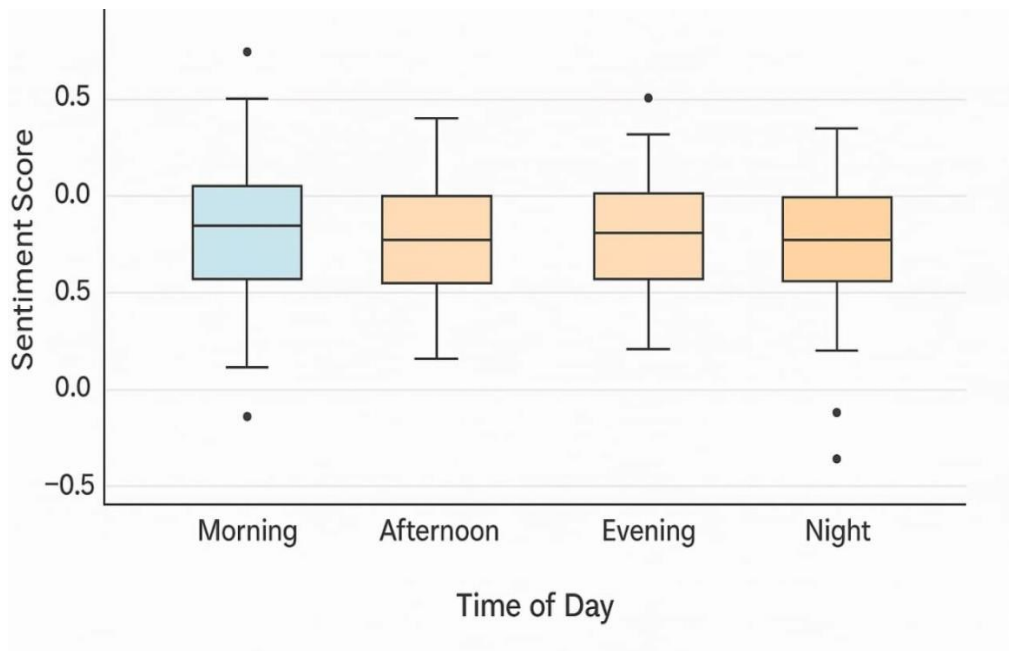 0.5
0.0
0.5
0.0
−0.5
Sentiment Score
Morning Afternoon Evening Night
Time of Day